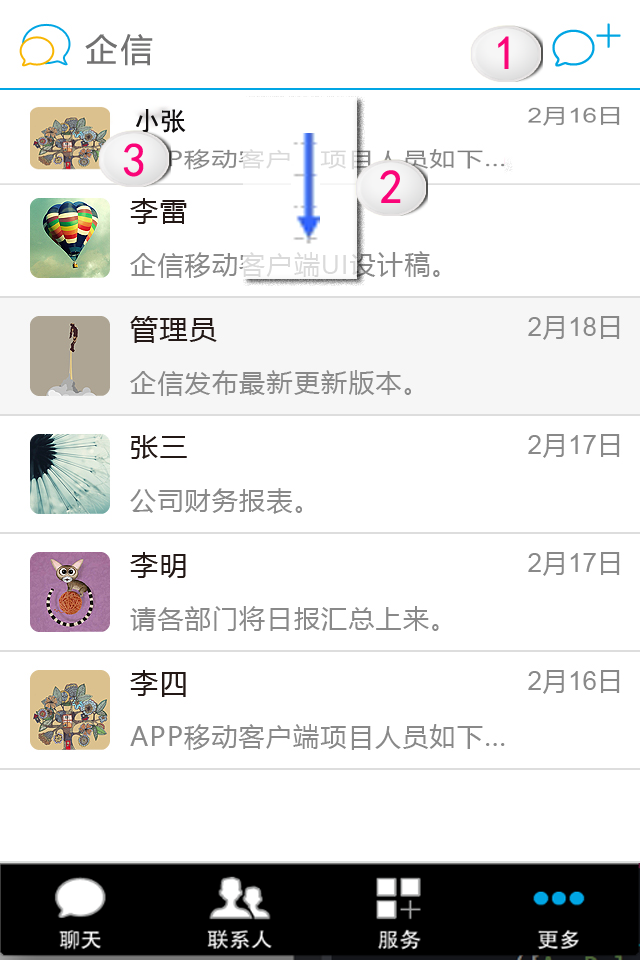 企信
1
小张
2月16日
3
PP移动客户 项目人员如下...
2
李雷
企信移动客户端UI设计稿。
管理员
2月18日
企信发布最新更新版本。
张三
2月17日
公司财务报表。
李明
2月17日
请各部门将日报汇总上来。
李四
2月16日
APP移动客户端项目人员如下...
聊天
联系人
服务
更多